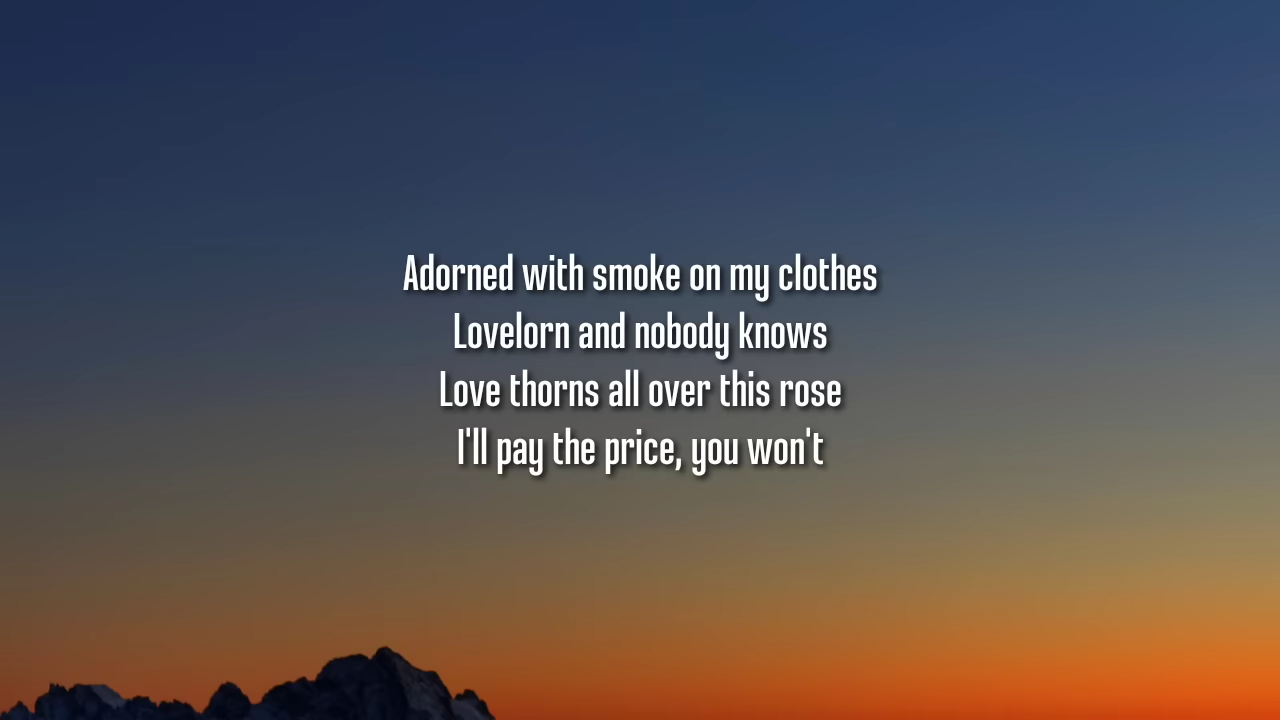 Adorned with smoke on my clothes
Lovelorn and nobody knows
Love thorns all over this rose
I'll pay the price, you won't